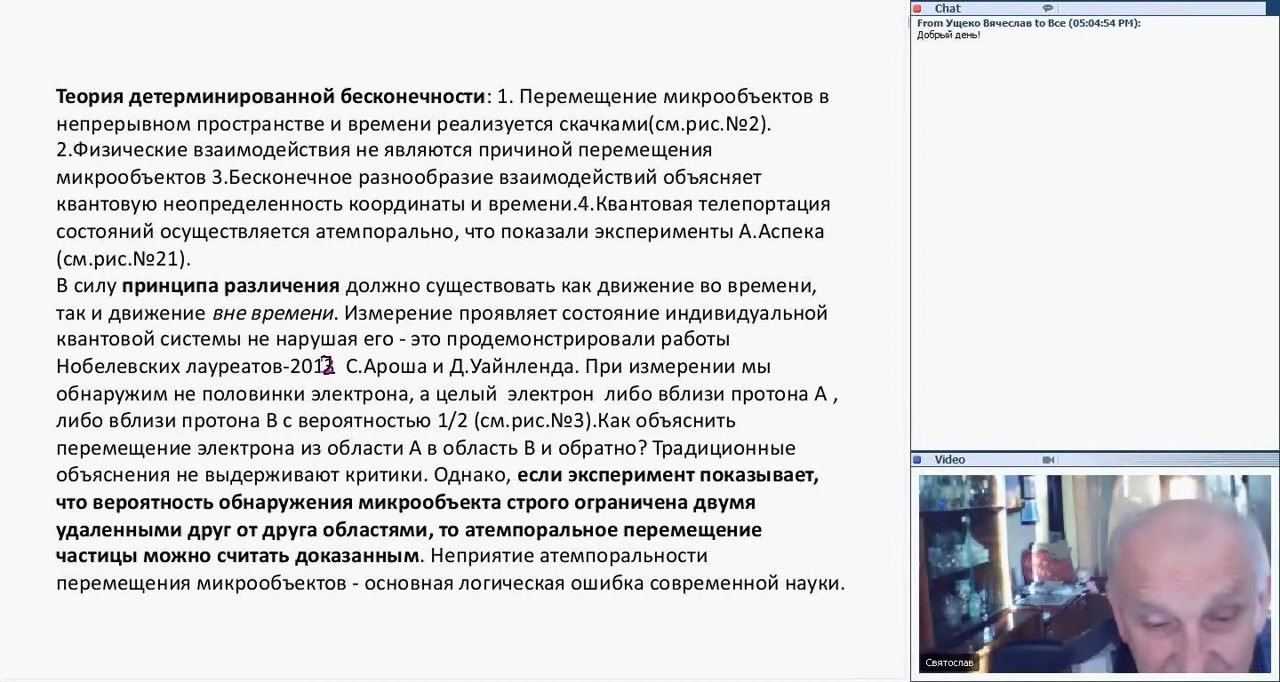 Теория детерминированной бесконечности: 1. Перемещение микрообъектов в
непрерывном пространстве и времени реализуется скачками(см.рис.№2).
2.Физические взаимодействия не являются причиной перемещения
микрообъектов 3.Бесконечное разнообразие взаимодействий объясняет
квантовую неопределенность координаты и времени.4.Квантовая телепортация
состояний осуществляется атемпорально, что показали эксперименты А.Аспека
(см.рис.№21).
В силу принципа различения должно существовать как движение во времени,
так и движение вне времени. Измерение проявляет состояние индивидуальной
квантовой системы не нарушая его - это продемонстрировали работы
Нобелевских лауреатов-2012 С.Ароша и Д.Уайнленда. При измерении мы
обнаружим не половинки электрона, а целый электрон либо вблизи протона А ,
либо вблизи протона В с вероятностью 1/2 (см.рис.№3).Как объяснить
перемещение электрона из области А в область В и обратно? Традиционные
объяснения не выдерживают критики. Однако, если эксперимент показывает,
что вероятность обнаружения микрообъекта строго ограничена двумя
удаленными друг от друга областями, то атемпоральное перемещение
частицы можно считать доказанным. Неприятие атемпоральности
перемещения микрообъектов - основная логическая ошибка современной науки.
Chat
From Ущеко Вячеслав to Все (05:04:54 PM):
Добрый день!
Video
Святослав